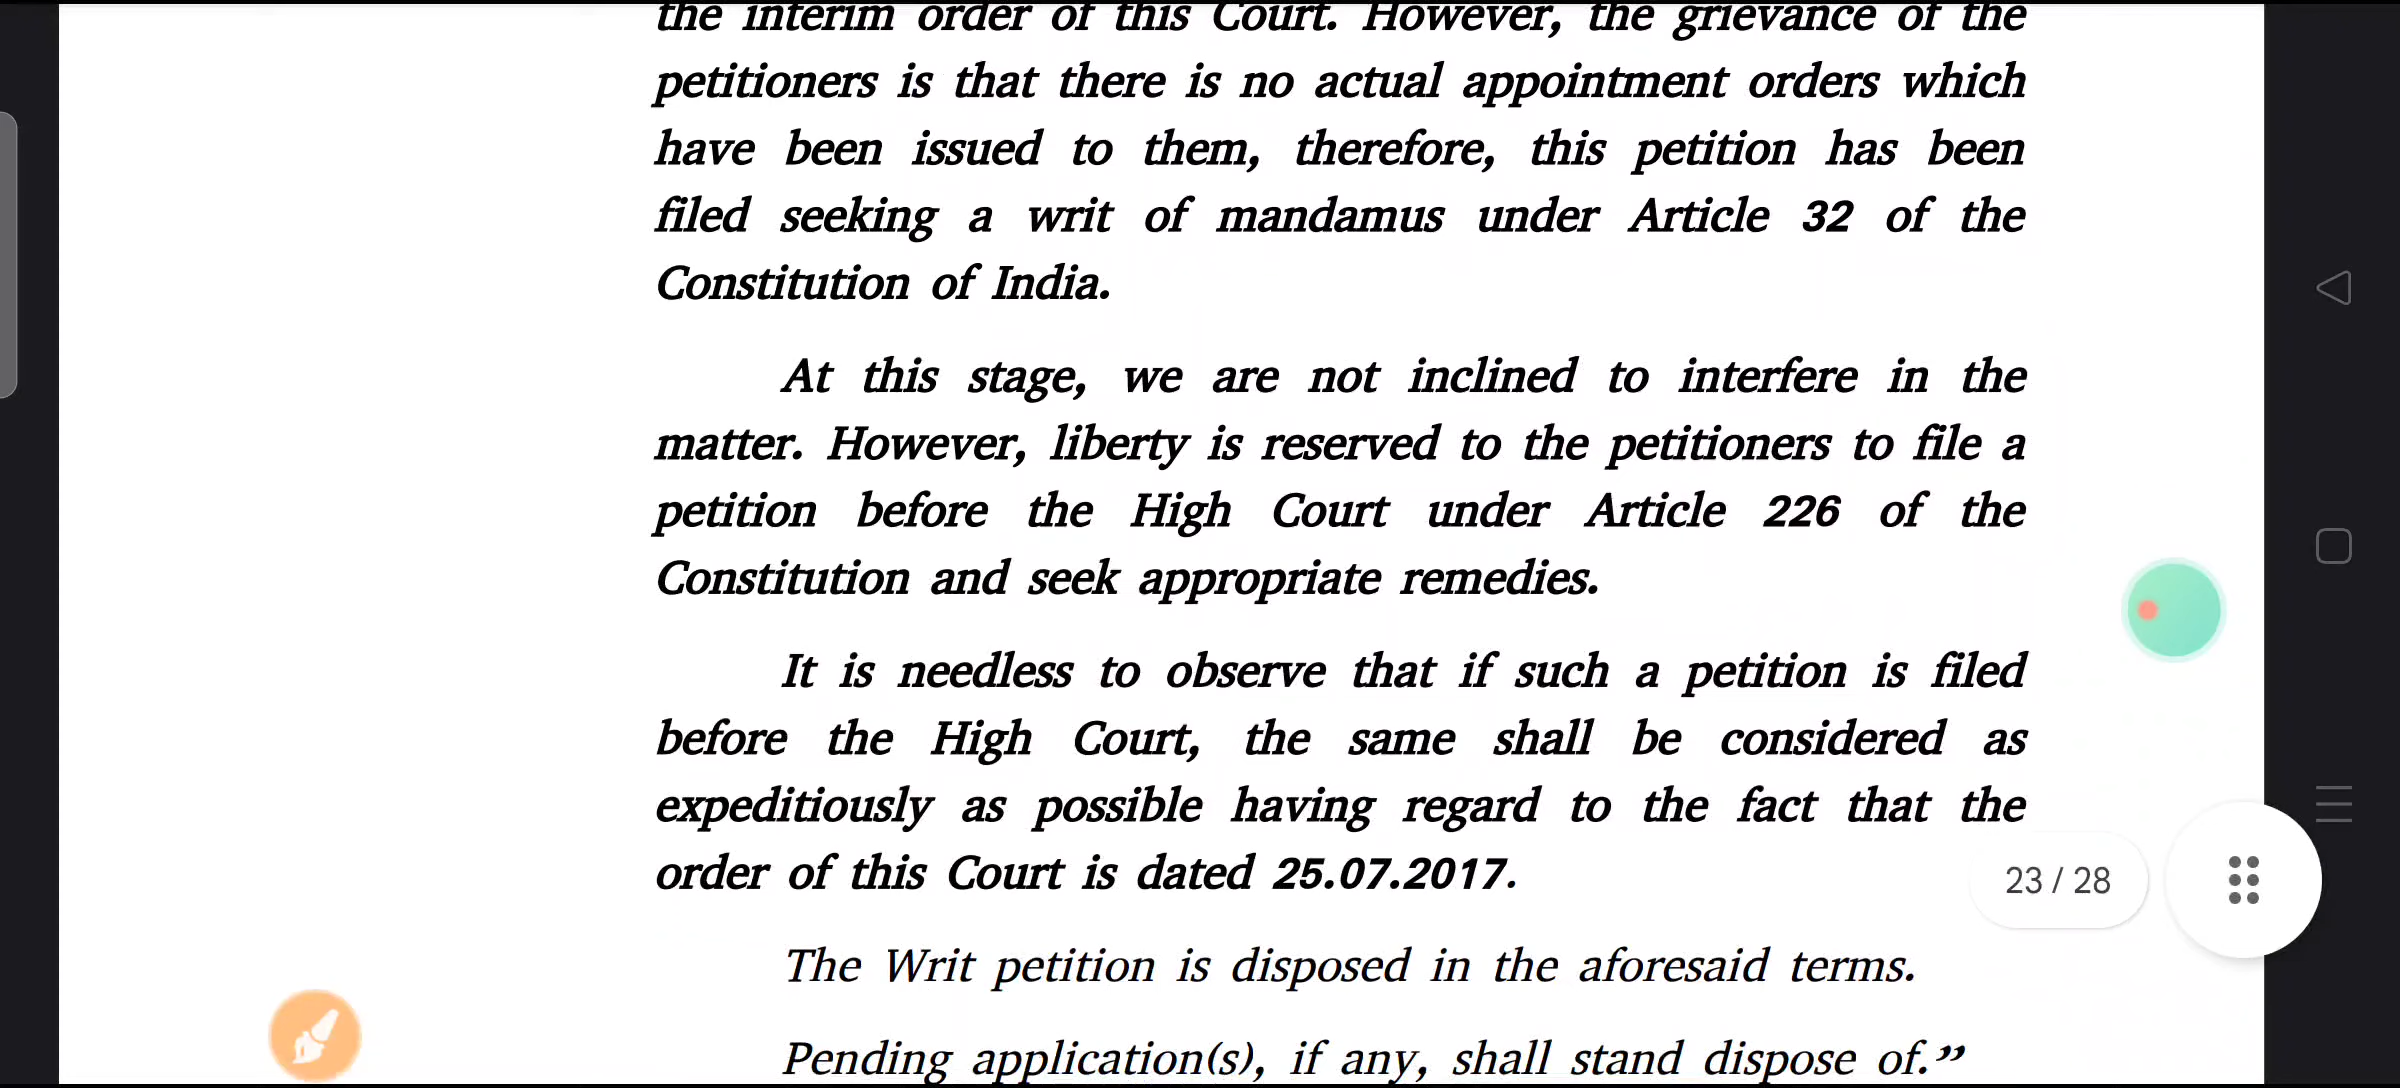 the interim order of this Court. However, the grievance of the
petitioners is that there is no actual appointment orders which
have been issued to them, therefore, this petition has been
filed seeking a writ of mandamus under Article 32 of the
Constitution of India.
At this stage, we are not inclined to interfere in the
matter. However, liberty is reserved to the petitioners to file a
petition before the High Court under Article 226 of the
Constitution and seek appropriate remedies.
It is needless to observe that if such a petition is filed
before the High Court, the same shall be considered as
expeditiously as possible having regard to the fact that the
order of this Court is dated 25.07.2017.
23 / 28
The Writ petition is disposed in the aforesaid terms.
Pending application(s), if any, shall stand dispose of.”